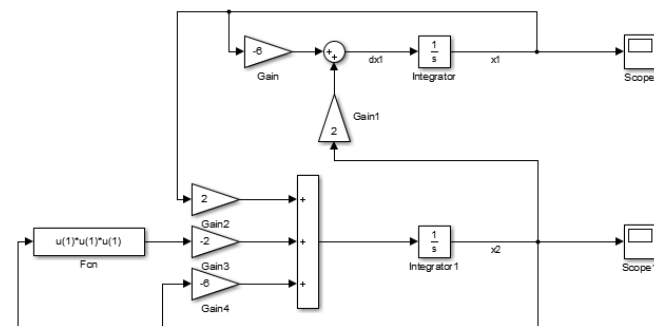 -6
Gain
+
+
dx1
1
s
Integrator
x1
Scope
Gain1
2
2
Gain2
+
u(1)*u(1)*u(1)
Fcn
-2
Gain3
+
1
s
Integrator1
x2
Scope1
-6
Gain4
+